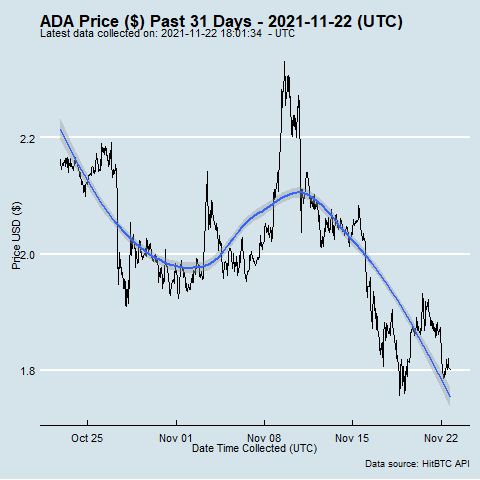 ADA Price ($) Past 31 Days - 2021-11-22 (UTC)
Latest data collected on: 2021-11-22 18:01:34  - UTC
Price USD ($)
2.2
2.0
1.8
Oct 25
Nov 01
Nov 08
Nov 15
Nov 22
Date Time Collected (UTC)
Data source: HitBTC API